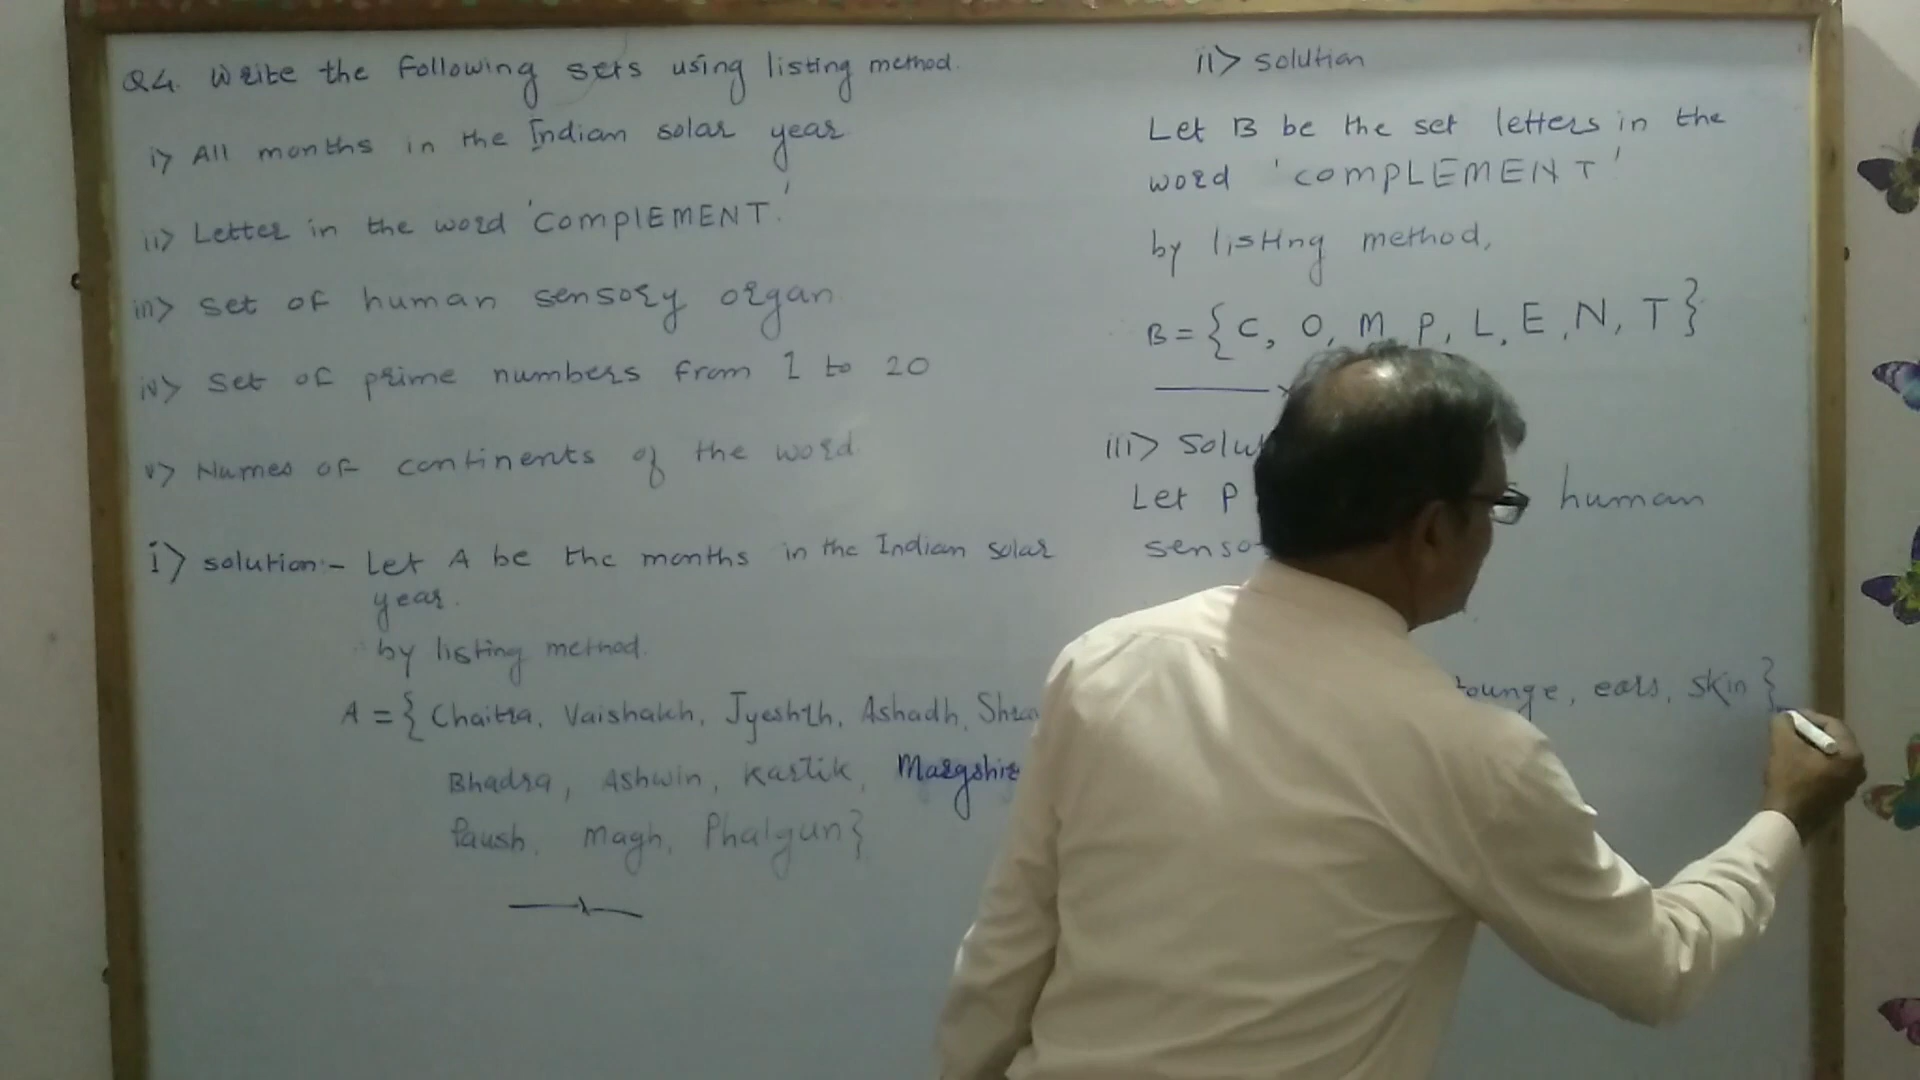 Q4. Write the following sets using listing method.
i> All months in the Indian solar year
ii> Letter in the word 'COMPlEMENT.'
iii> set of human sensory organ
iv> set of prime numbers from 1 to 20
v> Names of continents of the word
i> solution:- Let A be the months in the Indian solar
year.
by listing method.
A = { Chaitra, Vaishakh, Jyeshth, Ashadh,
Bhadra, Ashwin, Kartik,
Paush, Magh, Phalgun}
ii> solution
Let B be the set letters in the
word 'COMPLEMENT'
by listing method,
B = { C, O, M, P, L, E, N, T }
iii>
Let P human
tounge, ears, skin }